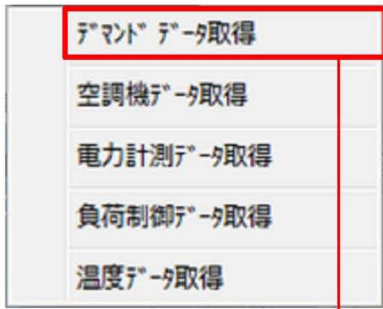 ﾃﾞﾏﾝﾄﾞ ﾃﾞｰﾀ取得
空調機ﾃﾞｰﾀ取得
電力計測ﾃﾞｰﾀ取得
負荷制御ﾃﾞｰﾀ取得
温度ﾃﾞｰﾀ取得